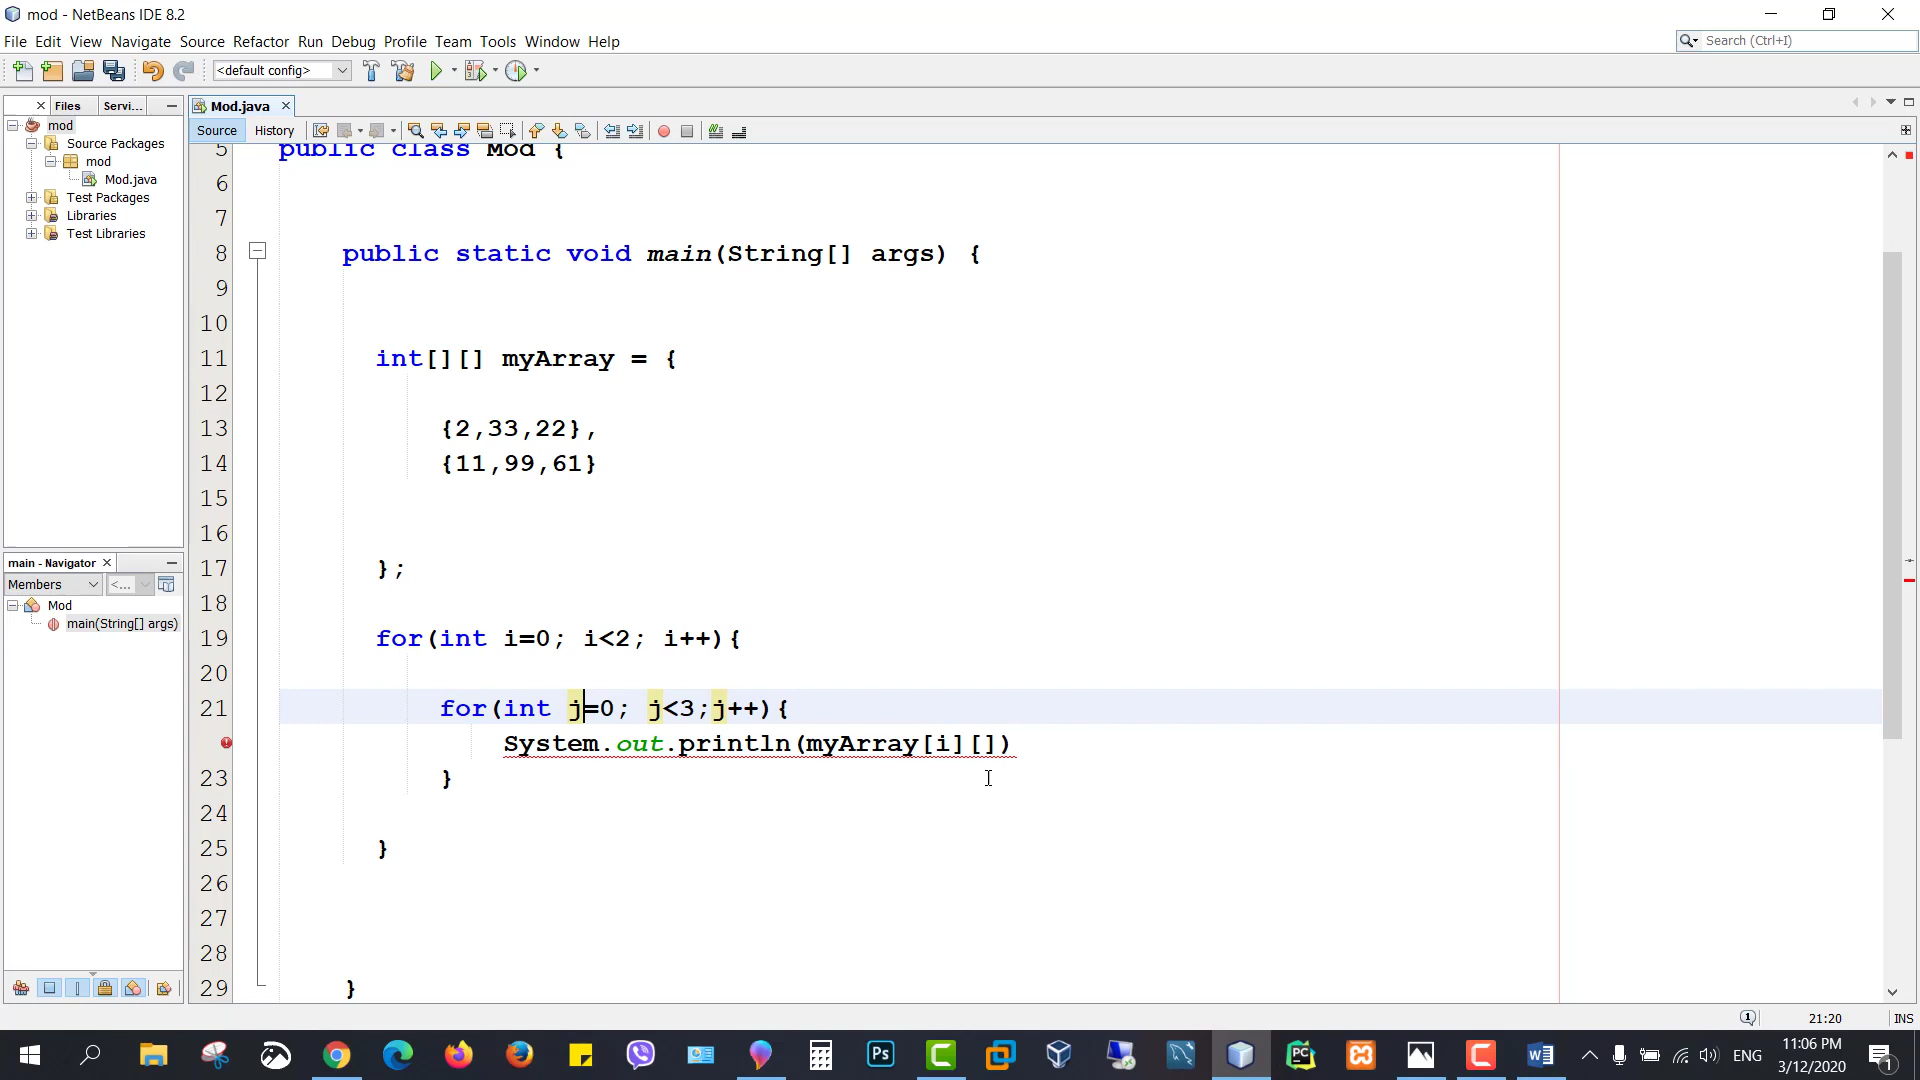 mod - NetBeans IDE 8.2
File Edit View Navigate Source Refactor Run Debug Profile Team Tools Window Help
Search (Ctrl+I)
<default config>
Files Servi...
Mod.java
mod
Source Packages
mod
Mod.java
Test Packages
Libraries
Test Libraries
Source History
5 public class Mod {
6
7
8 public static void main(String[] args) {
9
10
11 int[][] myArray = {
12
13 {2,33,22},
14 {11,99,61}
15
16
17 };
18
19 for(int i=0; i<2; i++){
20
21 for(int j=0; j<3;j++){
System.out.println(myArray[i][])
23 }
24
25 }
26
27
28
29 }
main - Navigator
Members <...
Mod
main(String[] args)
1 21:20 INS
Ps
PC
ENG
11:06 PM
3/12/2020
1